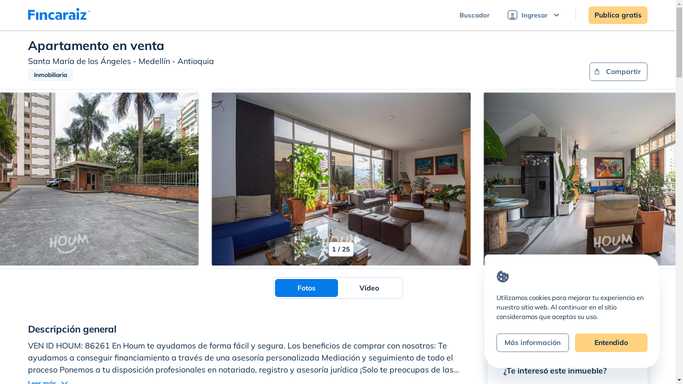 Fincaraiz
Buscador
Ingresar
Publica gratis
Apartamento en venta
Santa María de los Ángeles - Medellín - Antioquia
Inmobiliaria
Compartir
HOUM
HOUM
1 / 25
Fotos
Video
Descripción general
VEN ID HOUM: 86261 En Houm te ayudamos de forma fácil y segura. Los beneficios de comprar con nosotros: Te
ayudamos a conseguir financiamiento a través de una asesoría personalizada Mediación y seguimiento de todo el
proceso Ponemos a tu disposición profesionales en notariado, registro y asesoría jurídica ¡Solo te preocupas de las...
Leer más
Utilizamos cookies para mejorar tu experiencia en
nuestro sitio web. Al continuar en el sitio
consideramos que aceptas su uso.
Más información
Entendido
¿Te interesó este inmueble?